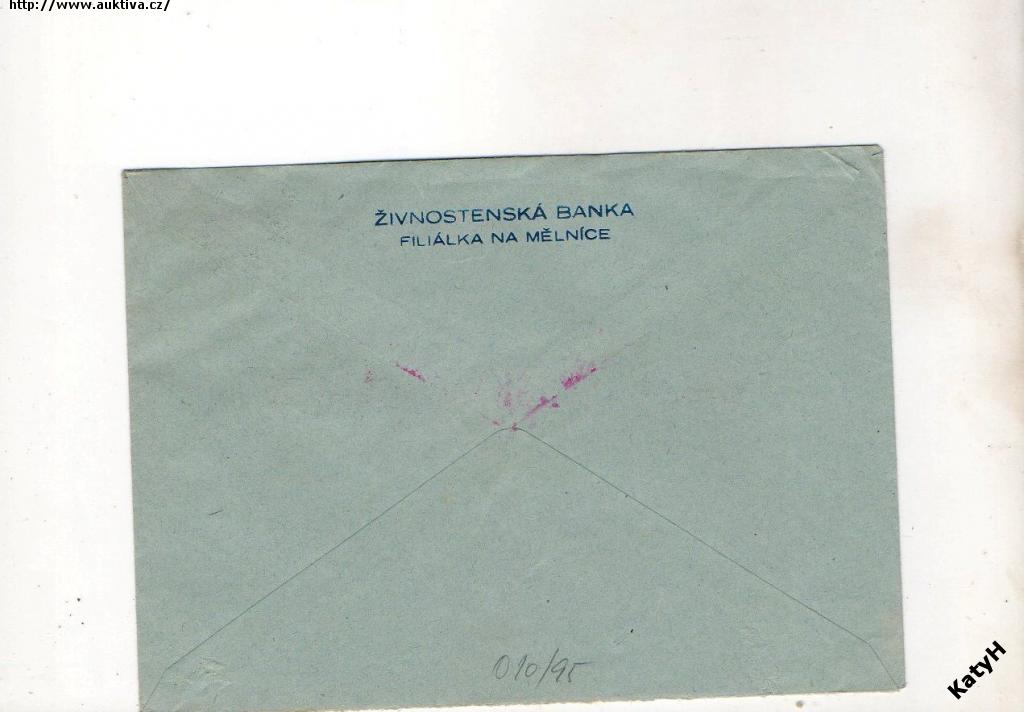 http://www.auktiva.cz/
ŽIVNOSTENSKÁ BANKA
FILIÁLKA NA MĚLNÍCE
010/95
KatyH